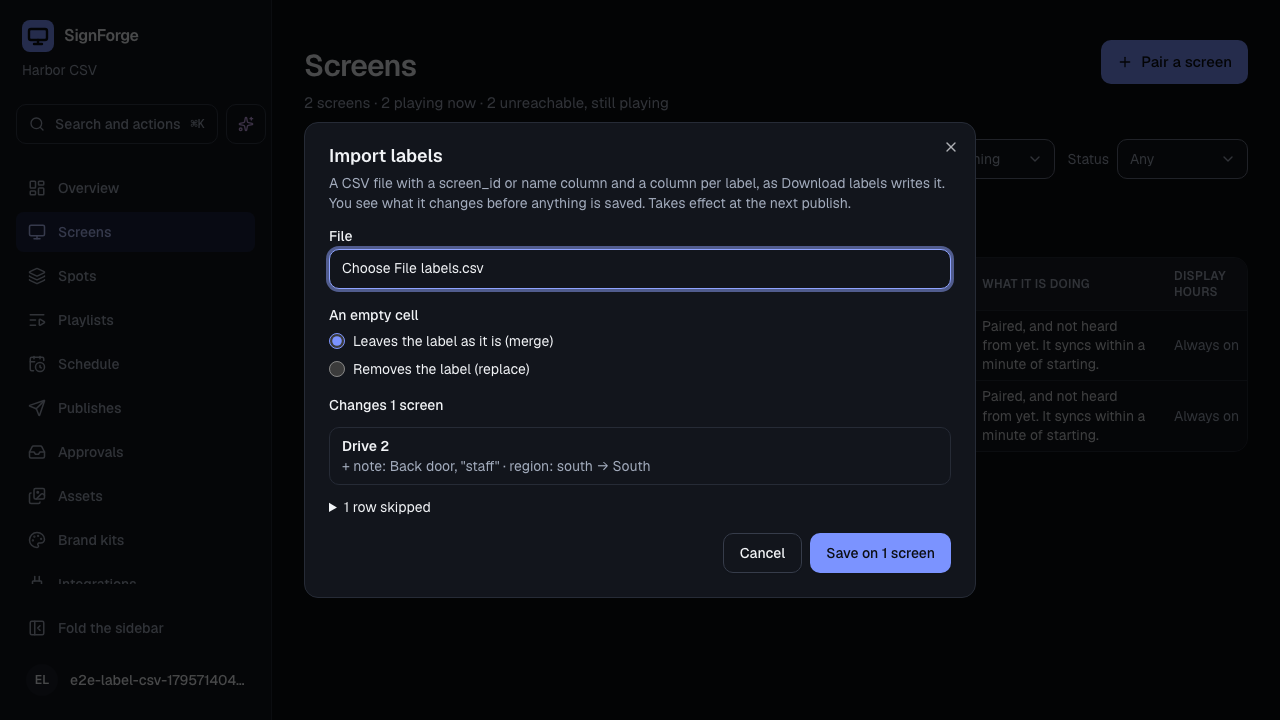 SignForge
Harbor CSV
Search and actions ⌘K
Overview
Screens
Spots
Playlists
Schedule
Publishes
Approvals
Assets
Brand kits
Integrations
Fold the sidebar
EL e2e-label-csv-179571404…
Screens
+ Pair a screen
2 screens · 2 playing now · 2 unreachable, still playing
Status Any
WHAT IT IS DOING
DISPLAY
HOURS
Paired, and not heard
from yet. It syncs within a
minute of starting.
Always on
Paired, and not heard
from yet. It syncs within a
minute of starting.
Always on
Import labels
A CSV file with a screen_id or name column and a column per label, as Download labels writes it.
You see what it changes before anything is saved. Takes effect at the next publish.
File
Choose File labels.csv
An empty cell
Leaves the label as it is (merge)
Removes the label (replace)
Changes 1 screen
Drive 2
+ note: Back door, "staff" · region: south → South
1 row skipped
Cancel
Save on 1 screen